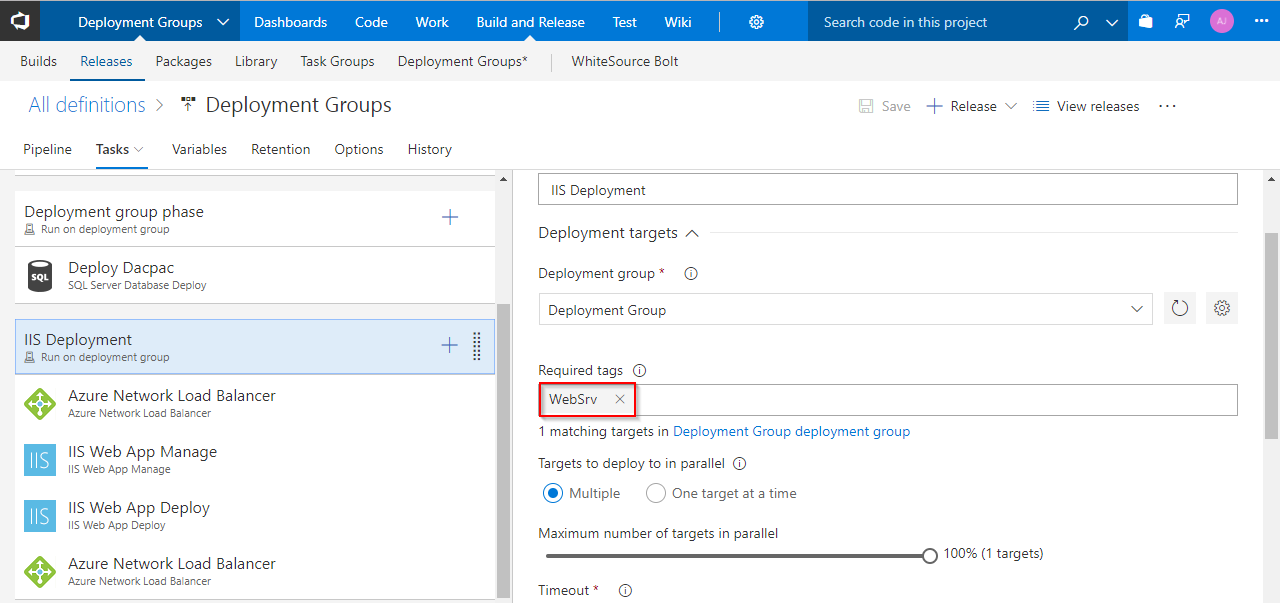 Deployment Groups Dashboards Code Work Build and Release Test Wiki Search code in this project AJ
Builds Releases Packages Library Task Groups Deployment Groups* WhiteSource Bolt
All definitions > Deployment Groups Save Release View releases
Pipeline Tasks Variables Retention Options History
Deployment group phase
Run on deployment group
SQL
Deploy Dacpac
SQL Server Database Deploy
IIS Deployment
Run on deployment group
Azure Network Load Balancer
Azure Network Load Balancer
IIS
IIS Web App Manage
IIS Web App Manage
IIS
IIS Web App Deploy
IIS Web App Deploy
Azure Network Load Balancer
Azure Network Load Balancer
IIS Deployment
Deployment targets
Deployment group *
Deployment Group
Required tags
WebSrv
1 matching targets in Deployment Group deployment group
Targets to deploy to in parallel
Multiple One target at a time
Maximum number of targets in parallel
100% (1 targets)
Timeout *